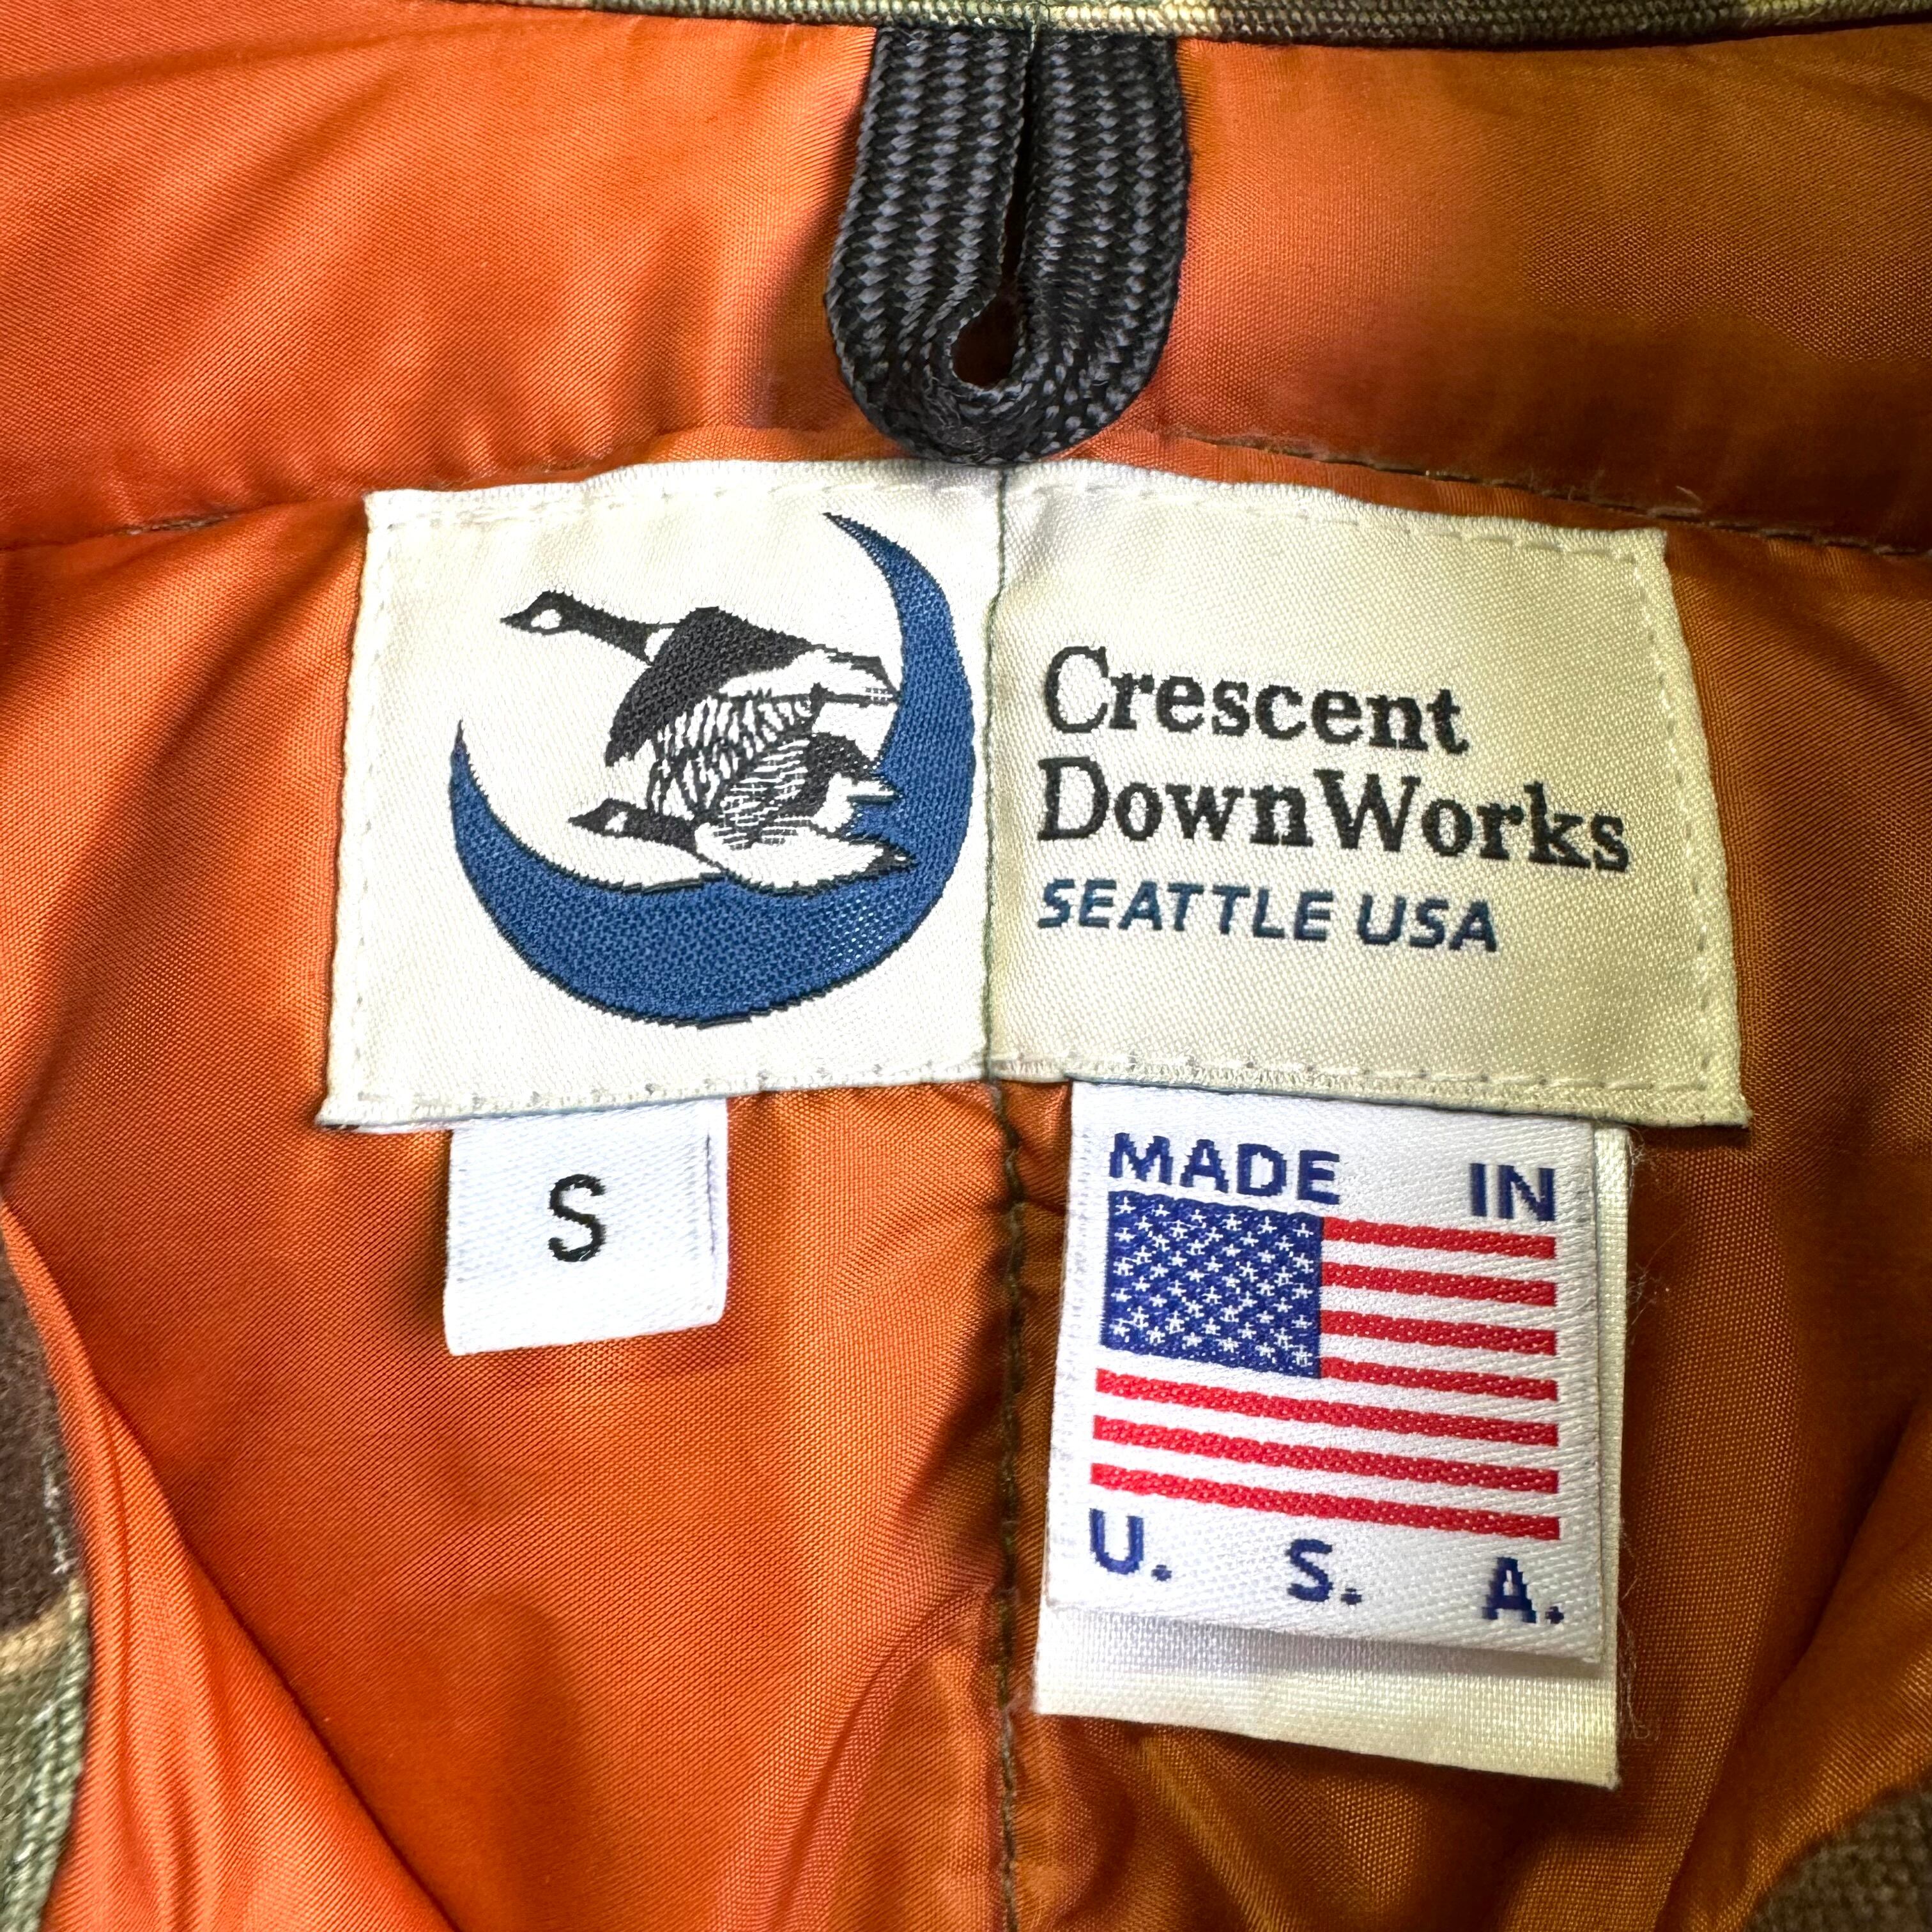 Crescent
DownWorks
SEATTLE USA
S
MADE IN
U. S. A.